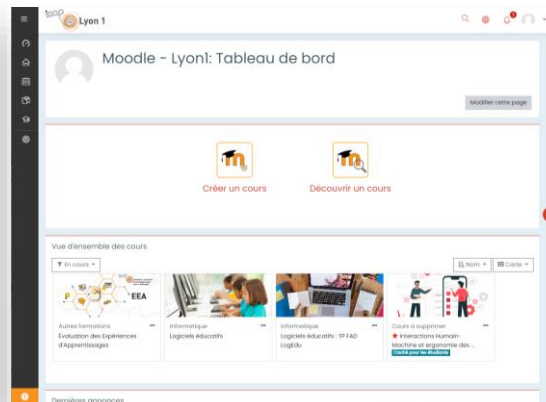 Lyon 1
Moodle - Lyon1: Tableau de bord
Modifier cette page
Créer un cours
Découvrir un cours
Vue d'ensemble des cours
En cours
Nom
Carte
EEA
Autres formations
Évaluation des Expériences
d'Apprentissages
Informatique
Logiciels éducatifs
Informatique
Logiciels éducatifs : TP FAD
LogEdu
Cours à supprimer
Interactions Humain-
Machine et ergonomie des ...
Caché pour les étudiants
Dernières annonces